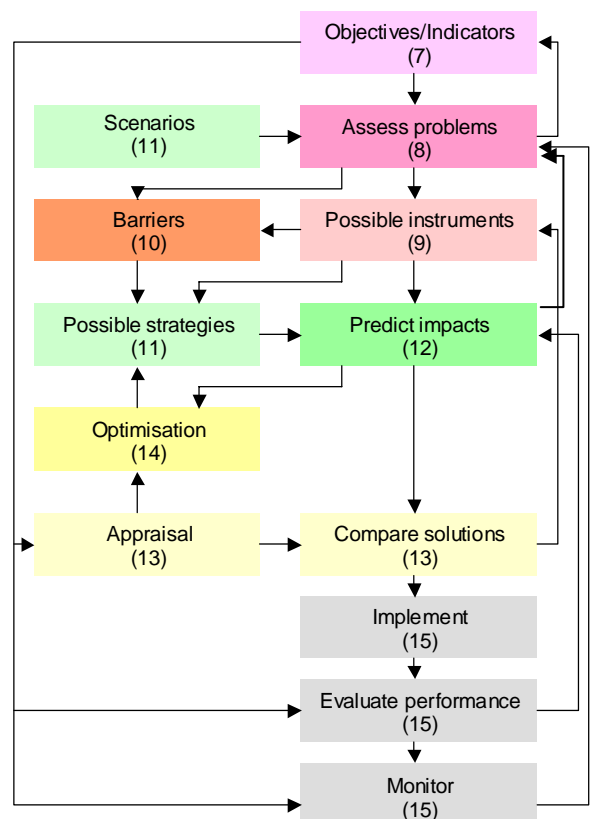 Objectives/Indicators
(7)
Scenarios
(11)
Assess problems
(8)
Barriers
(10)
Possible instruments
(9)
Possible strategies
(11)
Predict impacts
(12)
Optimisation
(14)
Appraisal
(13)
Compare solutions
(13)
Implement
(15)
Evaluate performance
(15)
Monitor
(15)